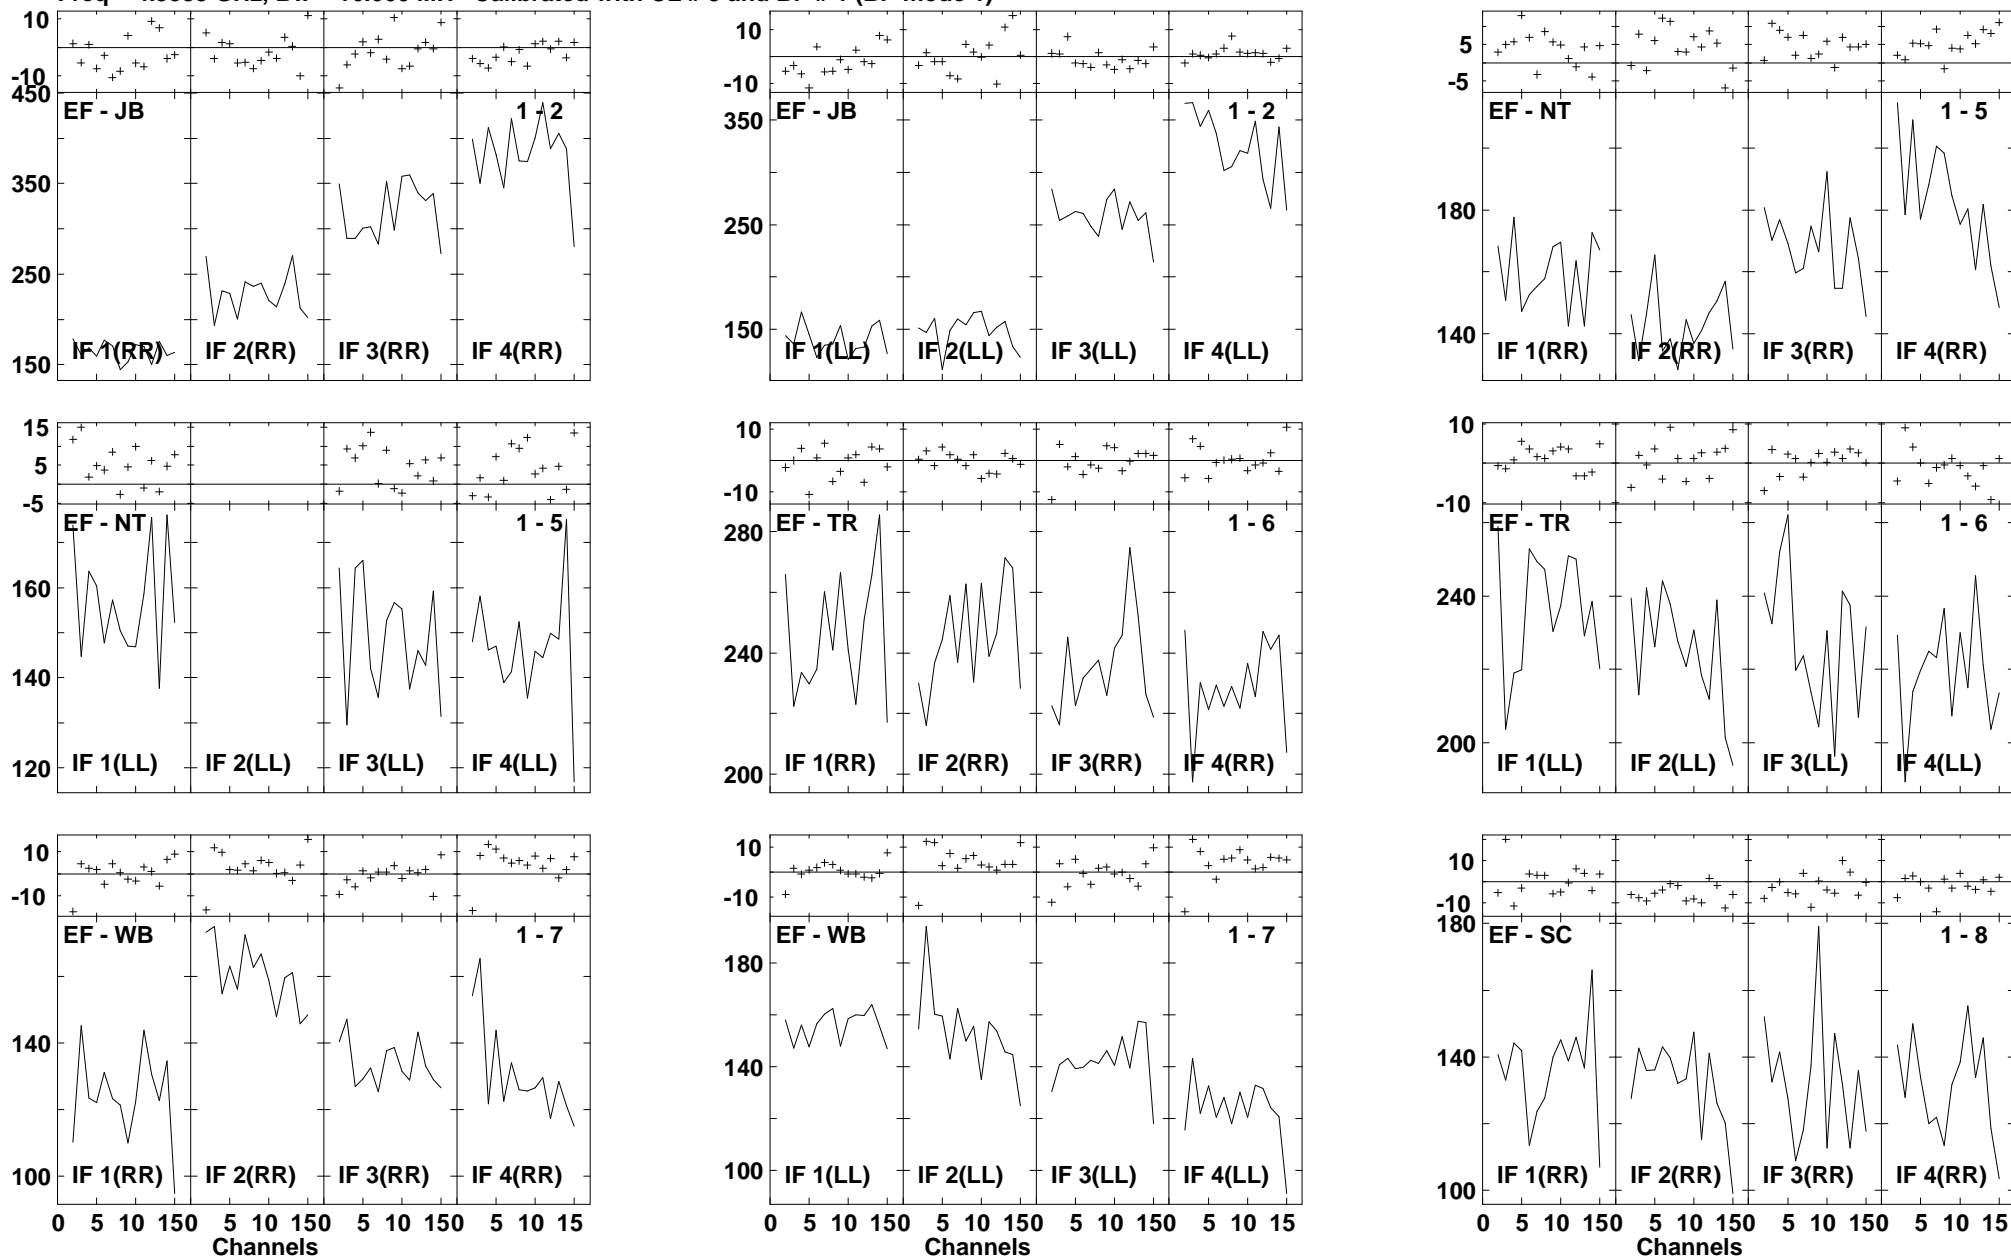 10
-10
450
EF - JB
1 - 2
350
250
150
IF 1(RR)
IF 2(RR)
IF 3(RR)
IF 4(RR)
10
-10
EF - JB
1 - 2
350
250
150
IF 1(LL)
IF 2(LL)
IF 3(LL)
IF 4(LL)
5
-5
EF - NT
1 - 5
180
140
IF 1(RR)
IF 2(RR)
IF 3(RR)
IF 4(RR)
15
5
-5
EF - NT
1 - 5
160
140
120
IF 1(LL)
IF 2(LL)
IF 3(LL)
IF 4(LL)
10
-10
EF - TR
1 - 6
280
240
200
IF 1(RR)
IF 2(RR)
IF 3(RR)
IF 4(RR)
10
-10
EF - TR
1 - 6
240
200
IF 1(LL)
IF 2(LL)
IF 3(LL)
IF 4(LL)
10
-10
EF - WB
1 - 7
140
100
IF 1(RR)
IF 2(RR)
IF 3(RR)
IF 4(RR)
0 5 10 150 5 10 150 5 10 150 5 10 15
Channels
10
-10
EF - WB
1 - 7
180
140
100
IF 1(LL)
IF 2(LL)
IF 3(LL)
IF 4(LL)
0 5 10 150 5 10 150 5 10 150 5 10 15
Channels
10
-10
180
EF - SC
1 - 8
140
100
IF 1(RR)
IF 2(RR)
IF 3(RR)
IF 4(RR)
0 5 10 150 5 10 150 5 10 150 5 10 15
Channels